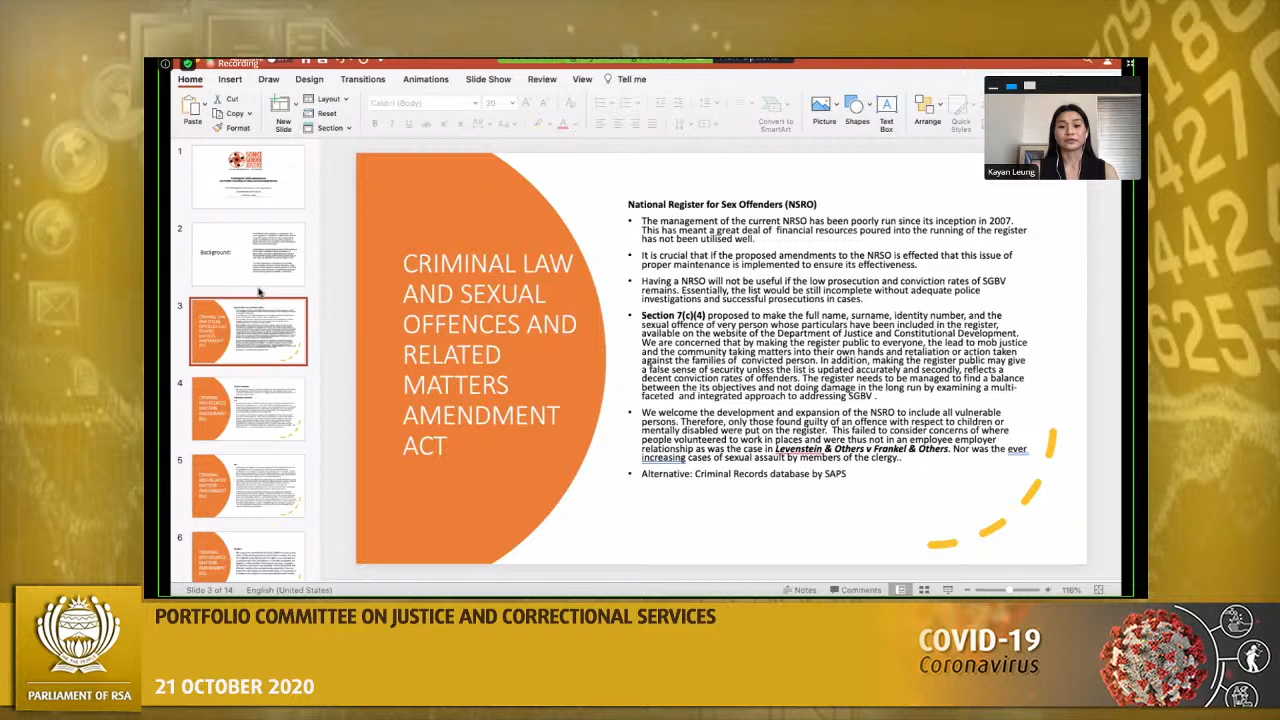 Recording
Home Insert Draw Design Transitions Animations Slide Show Review View Tell me
Paste
Cut
Copy
Format
New
Slide
Layout
Reset
Section
Calibri (Body) 20
Convert to
SmartArt
Picture
Shapes
Text
Box
Arrange
Quick
Styles
Kayan Leung
1
2
Background:
3
4
5
6
CRIMINAL LAW
AND SEXUAL
OFFENCES AND
RELATED
MATTERS
AMENDMENT
ACT
National Register for Sex Offenders (NSRO)
• The management of the current NRSO has been poorly run since its inception in 2007.
This has meant a great deal of financial resources poured into the running of the register
has not been utilised well.
• It is crucial that if the proposed amendments to the NRSO is effected that this issue of
proper maintenance is implemented to ensure its effectiveness.
• Having a NRSO will not be useful if the low prosecution and conviction rates of SGBV
remains. Essentially, the list would be still incomplete without adequate police
investigations and successful prosecutions in cases.
• Section 7(c)(4) proposed to make the full name, surname, identity number, and the
sexual offence of very person whose particulars have been included in the register,
available on the website of the Department of Justice and Constitutional Development.
We are concerned that by making the register public to everyone, the lead to mob justice
and the community taking matters into their own hands and retaliation or action taken
against the families of convicted person. In addition, making the register public may give
a false sense of security unless the list is updated accurately and secondly, reflects a
decent conviction rates of offenders. The register needs to be managed to find a balance
between the its objectives and not doing damage in the long run by examining a multi-
faceted and integrated approach to addressing SGBV .
• We welcome the development and expansion of the NSRO to include all vulnerable
persons. Therefore, only those found guilty of an offence with respect to children or
mentally disabled were put on the register. This failed to consider concerns of where
people volunteered to work in places and were thus not in an employee employer
relationship as was the case in Levenstein & Others v Frankel & Others. Nor was the ever
increasing cases of sexual assault by members of the clergy..
• Alternative: Criminal Records database by SAPS
Slide 3 of 14 English (United States) Notes Comments 116%
PORTFOLIO COMMITTEE ON JUSTICE AND CORRECTIONAL SERVICES
21 OCTOBER 2020
PARLIAMENT OF RSA
COVID-19
Coronavirus